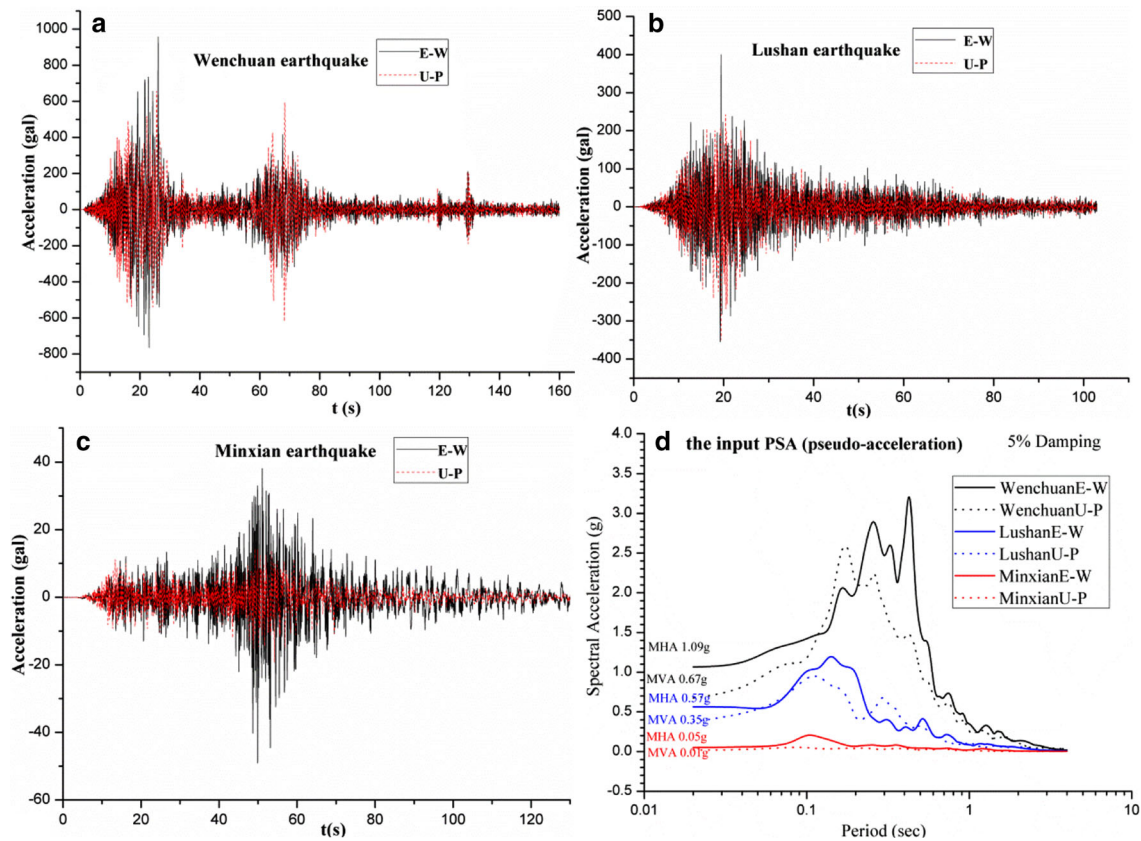 a
Wenchuan earthquake
E-W
U-P
1000
800
600
400
200
0
-200
-400
-600
-800
Acceleration (gal)
0 20 40 60 80 100 120 140 160
t (s)
b
Lushan earthquake
E-W
U-P
500
400
300
200
100
0
-100
-200
-300
-400
Acceleration (gal)
0 20 40 60 80 100
t(s)
c
Minxian earthquake
E-W
U-P
40
20
0
-20
-40
-60
Acceleration (gal)
0 20 40 60 80 100 120
t(s)
d
the input PSA (pseudo-acceleration)
5% Damping
WenchuanE-W
WenchuanU-P
LushanE-W
LushanU-P
MinxianE-W
MinxianU-P
4.0
3.5
3.0
2.5
2.0
1.5
1.0
0.5
0.0
-0.5
Spectral Acceleration (g)
MHA 1.09g
MVA 0.67g
MHA 0.57g
MVA 0.35g
MHA 0.05g
MVA 0.01g
0.01 0.1 1 10
Period (sec)